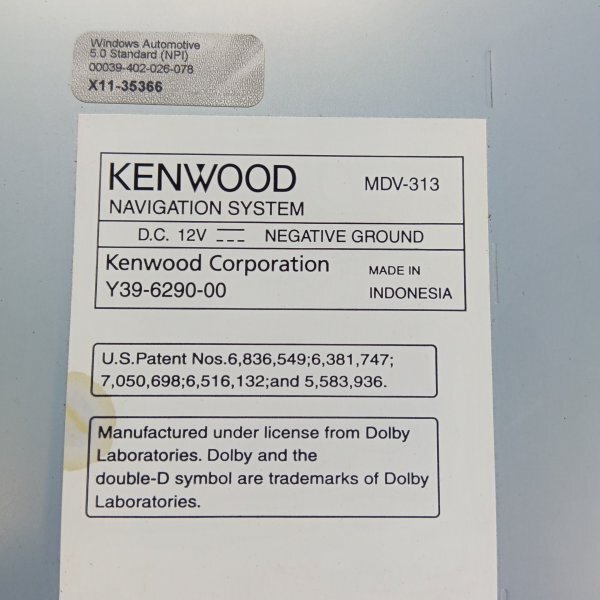 Windows Automotive
5.0 Standard (NPI)
00039-402-026-078
X11-35366
KENWOOD MDV-313
NAVIGATION SYSTEM
D.C. 12V NEGATIVE GROUND
Kenwood Corporation MADE IN
Y39-6290-00 INDONESIA
U.S.Patent Nos.6,836,549;6,381,747;
7,050,698;6,516,132;and 5,583,936.
Manufactured under license from Dolby
Laboratories. Dolby and the
double-D symbol are trademarks of Dolby
Laboratories.